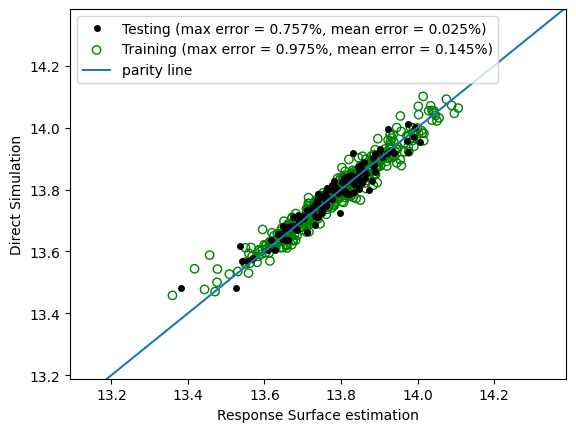 Testing (max error = 0.757%, mean error = 0.025%)
Training (max error = 0.975%, mean error = 0.145%)
parity line
Direct Simulation
14.2
14.0
13.8
13.6
13.4
13.2
13.2 13.4 13.6 13.8 14.0 14.2
Response Surface estimation